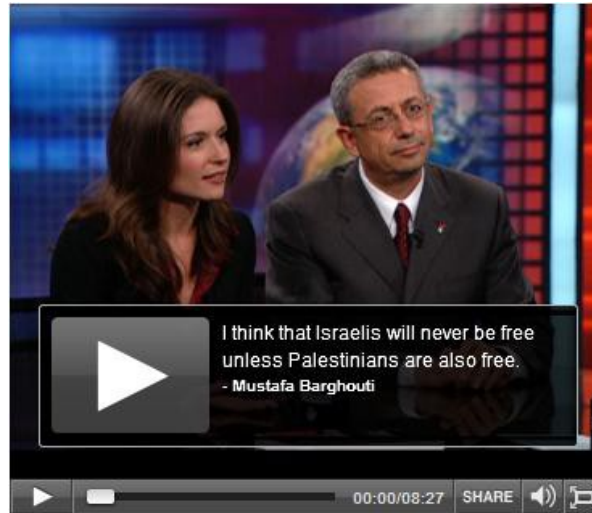 I think that Israelis will never be free
unless Palestinians are also free.
- Mustafa Barghouti
00:00/08:27 SHARE